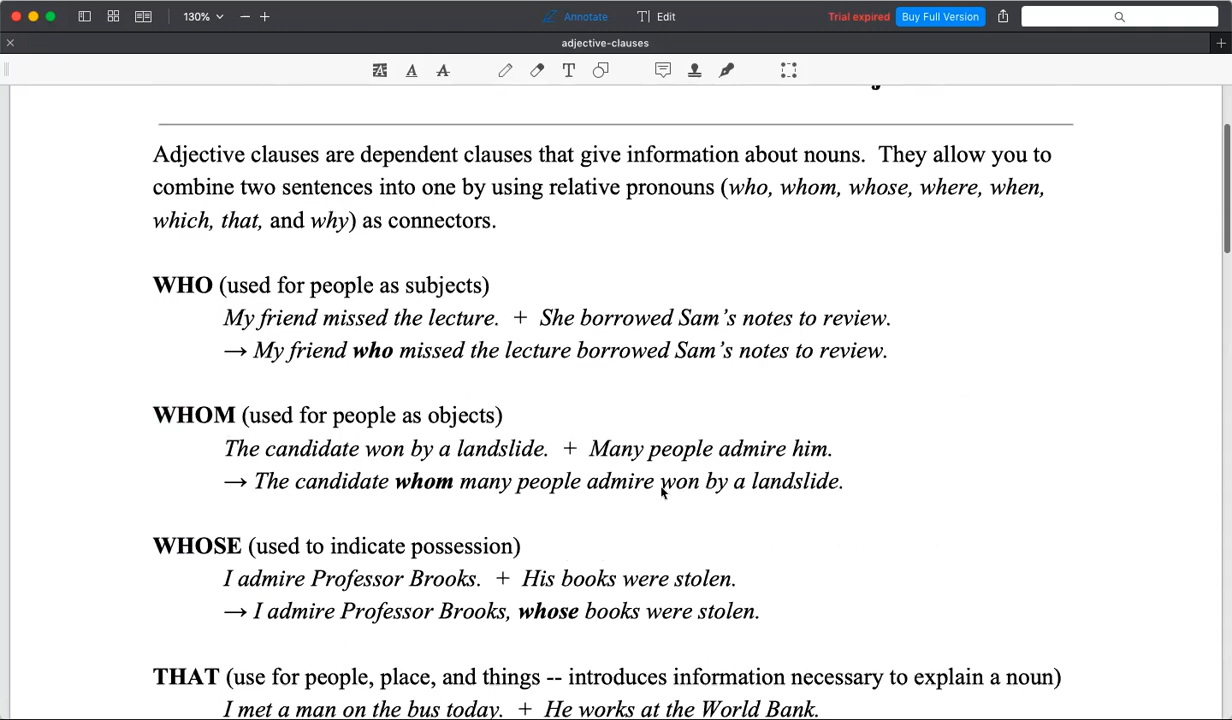 130%
Annotate
Edit
Trial expired
Buy Full Version
adjective-clauses
Adjective clauses are dependent clauses that give information about nouns.  They allow you to
combine two sentences into one by using relative pronouns (who, whom, whose, where, when,
which, that, and why) as connectors.
WHO (used for people as subjects)
My friend missed the lecture.  +  She borrowed Sam’s notes to review.
→ My friend who missed the lecture borrowed Sam’s notes to review.
WHOM (used for people as objects)
The candidate won by a landslide.  +  Many people admire him.
→ The candidate whom many people admire won by a landslide.
WHOSE (used to indicate possession)
I admire Professor Brooks.  +  His books were stolen.
→ I admire Professor Brooks, whose books were stolen.
THAT (use for people, place, and things -- introduces information necessary to explain a noun)
I met a man on the bus today.  +  He works at the World Bank.